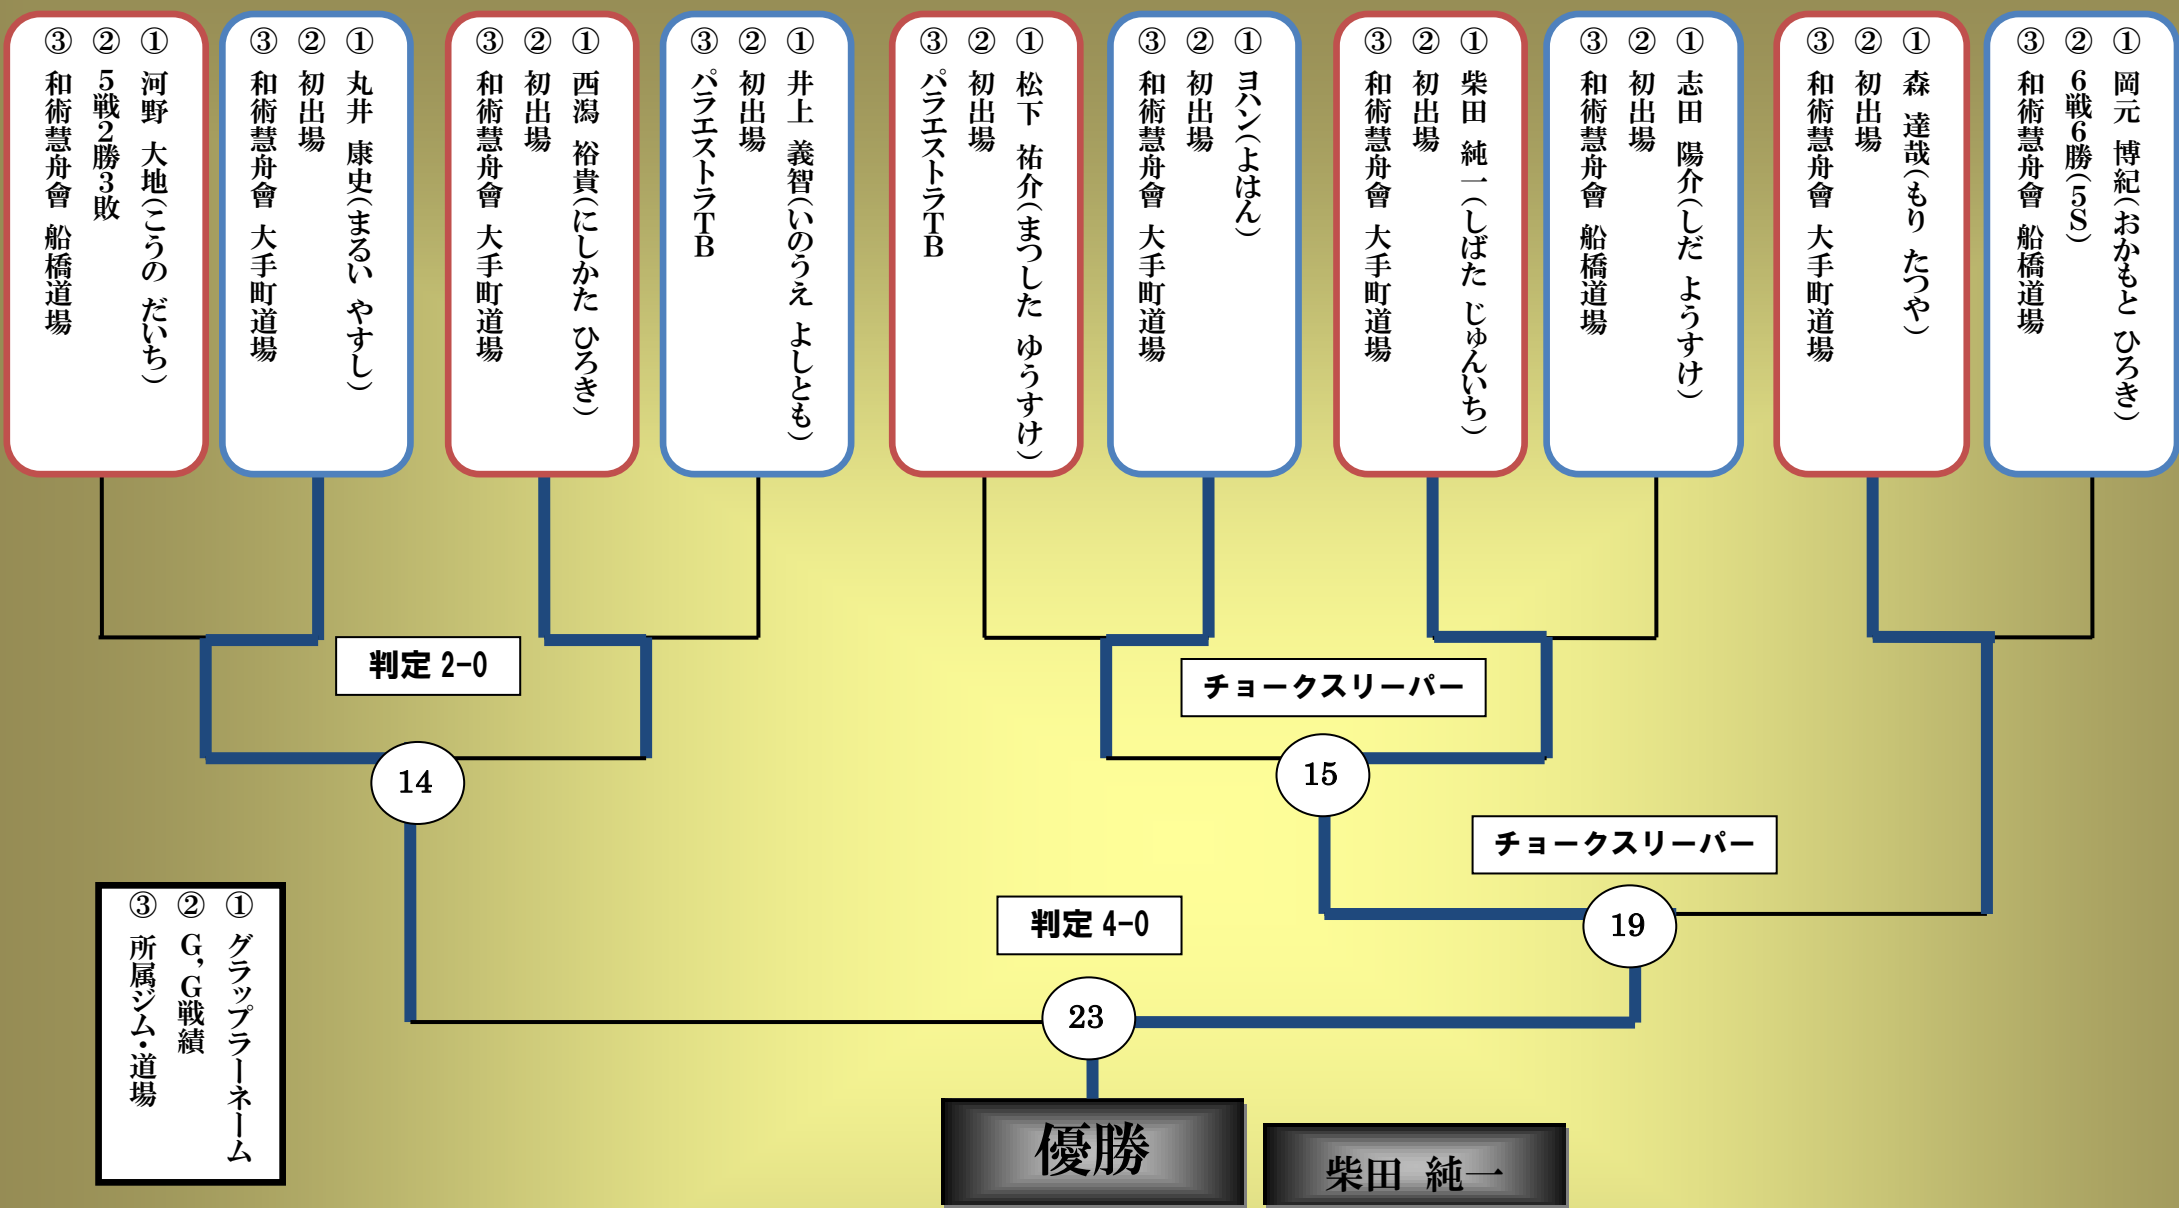 ① 河野 大地(こうの だいち)
② 5戦2勝3敗
③ 和術慧舟會 船橋道場
① 丸井 康史(まるい やすし)
② 初出場
③ 和術慧舟會 大手町道場
① 西潟 裕貴(にしかた ひろき)
② 初出場
③ 和術慧舟會 大手町道場
① 井上 義智(いのうえ よしとも)
② 初出場
③ パラエストラTB
① 松下 祐介(まつした ゆうすけ)
② 初出場
③ パラエストラTB
① ヨハン(よはん)
② 初出場
③ 和術慧舟會 大手町道場
① 柴田 純一(しばた じゅんいち)
② 初出場
③ 和術慧舟會 大手町道場
① 志田 陽介(しだ ようすけ)
② 初出場
③ 和術慧舟會 船橋道場
① 森 達哉(もり たつや)
② 初出場
③ 和術慧舟會 大手町道場
① 岡元 博紀(おかもと ひろき)
② 6戦6勝(5S)
③ 和術慧舟會 船橋道場
判定 2-0
チョークスリーパー
14
15
チョークスリーパー
判定 4-0
19
23
① グラップラーネーム
② G,G戦績
③ 所属ジム・道場
優勝
柴田 純一